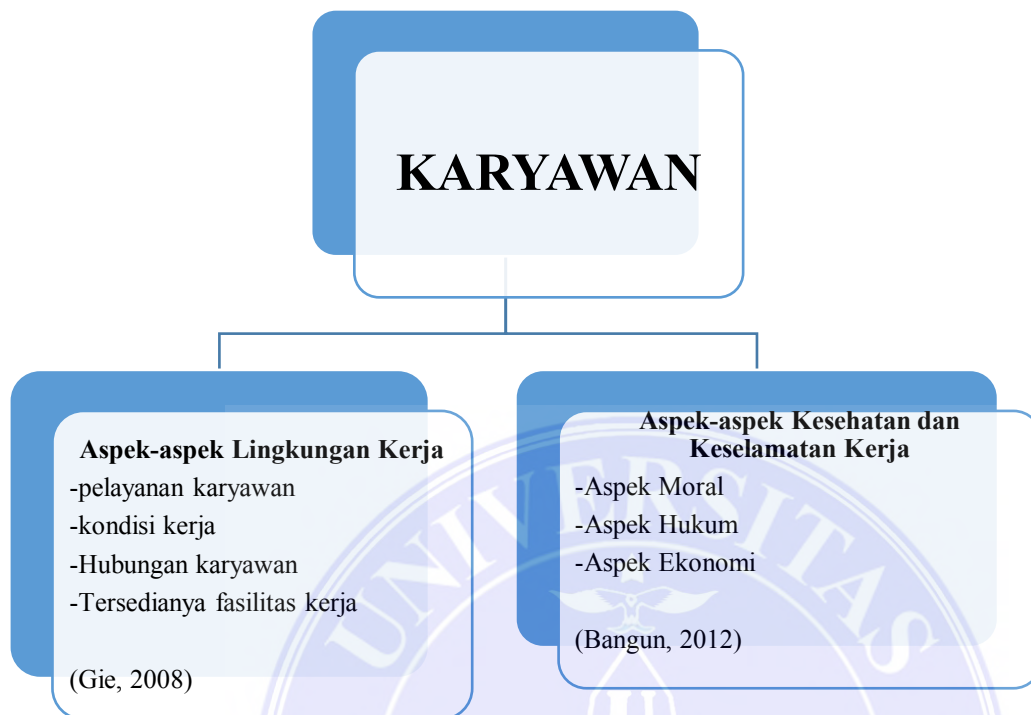 KARYAWAN
Aspek-aspek Lingkungan Kerja
-pelayanan karyawan
-kondisi kerja
-Hubungan karyawan
-Tersedianya fasilitas kerja
(Gie, 2008)
Aspek-aspek Kesehatan dan
Keselamatan Kerja
-Aspek Moral
-Aspek Hukum
-Aspek Ekonomi
(Bangun, 2012)
UNIVERSITAS